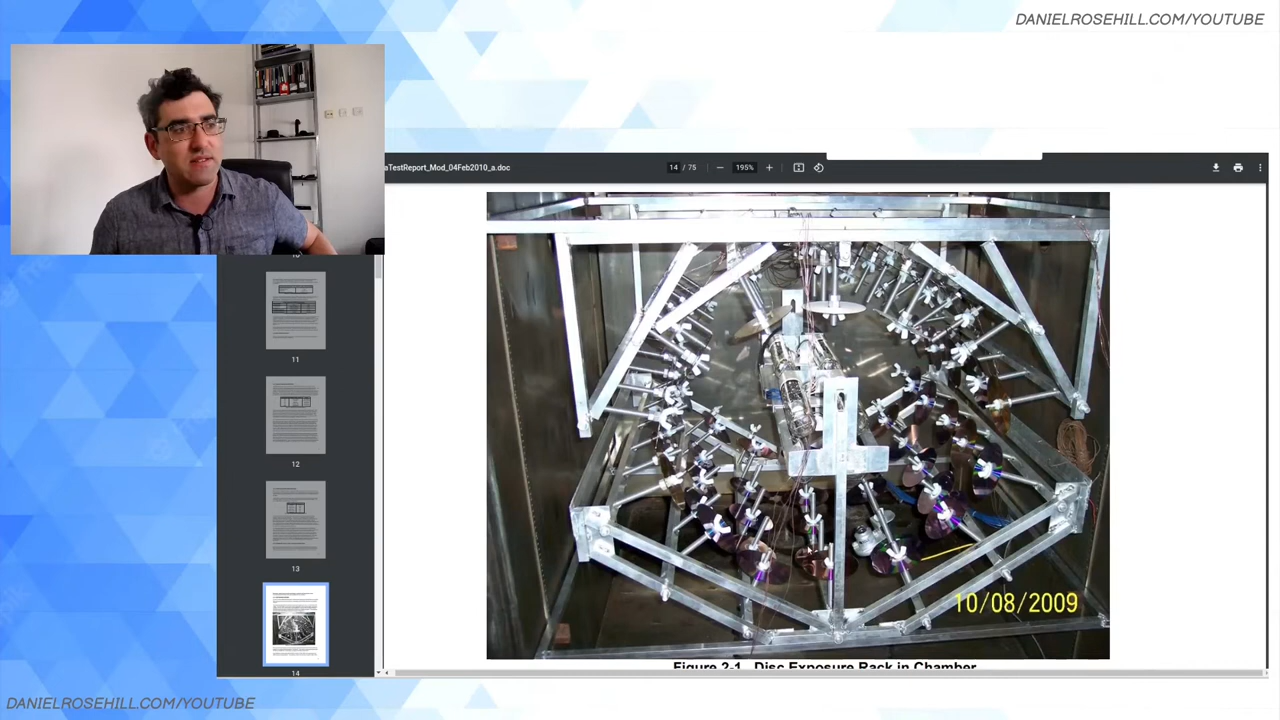 DANIELROSEHILL.COM/YOUTUBE
aTestReport_Mod_04Feb2010_a.doc
14 / 75
195%
11
12
13
14
10/08/2009
Figure 2-1. Disc Exposure Rack in Chamber
DANIELROSEHILL.COM/YOUTUBE